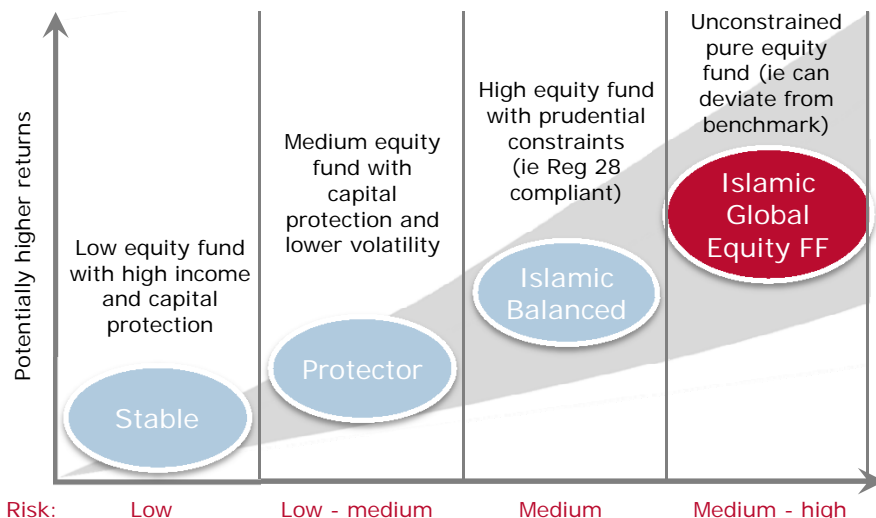 Potentially higher returns
Low equity fund
with high income
and capital
protection
Stable
Medium equity
fund with
capital
protection and
lower volatility
Protector
High equity fund
with prudential
constraints
(ie Reg 28
compliant)
Islamic
Balanced
Unconstrained
pure equity
fund (ie can
deviate from
benchmark)
Islamic
Global
Equity FF
Risk: Low Low - medium Medium Medium - high